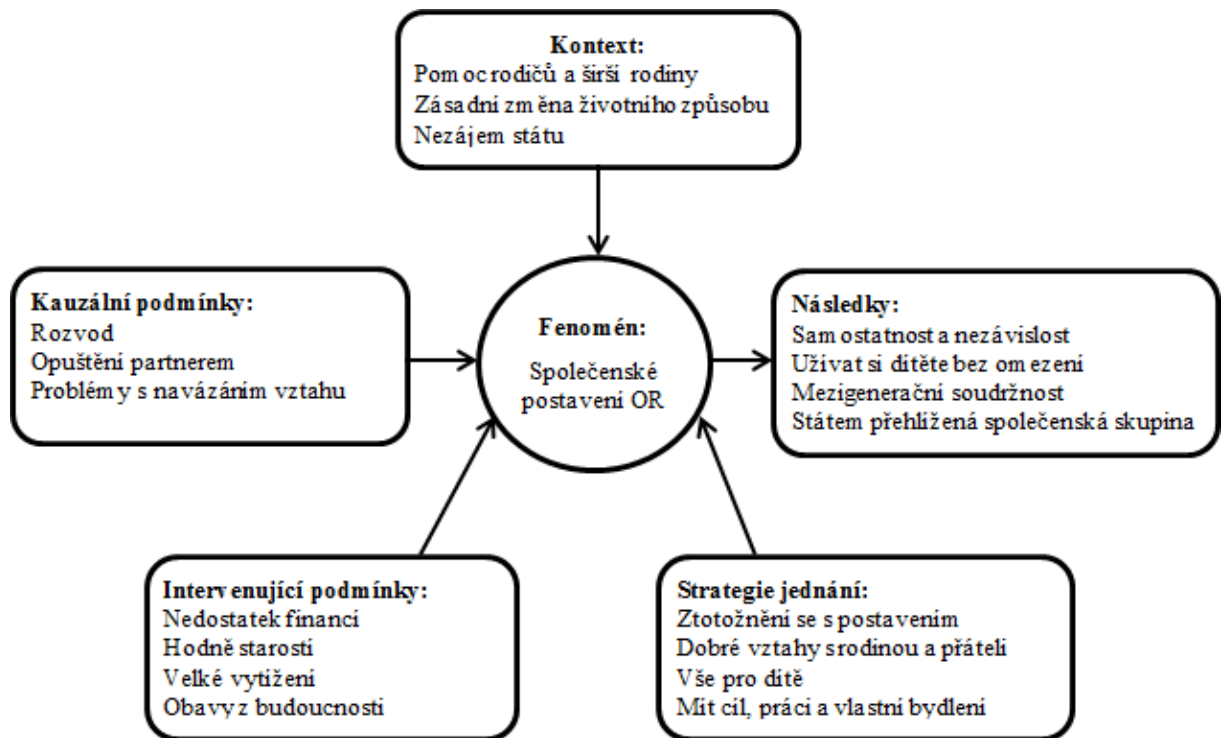 Kontext:
Pomoc rodičů a širší rodiny
Zásadní změna životního způsobu
Nezájem státu
Kauzální podmínky:
Rozvod
Opuštění partnerem
Problémy s navázáním vztahu
Fenomén:
Společenské
postavení OR
Následky:
Samostatnost a nezávislost
Užívat si dítěte bez omezení
Mezigenerační soudržnost
Státem přehlížená společenská skupina
Intervenující podmínky:
Nedostatek financí
Hodně starostí
Velké vytížení
Obavy z budoucnosti
Strategie jednání:
Ztotožnění se s postavením
Dobré vztahy s rodinou a přáteli
Vše pro dítě
Mít cíl, práci a vlastní bydlení